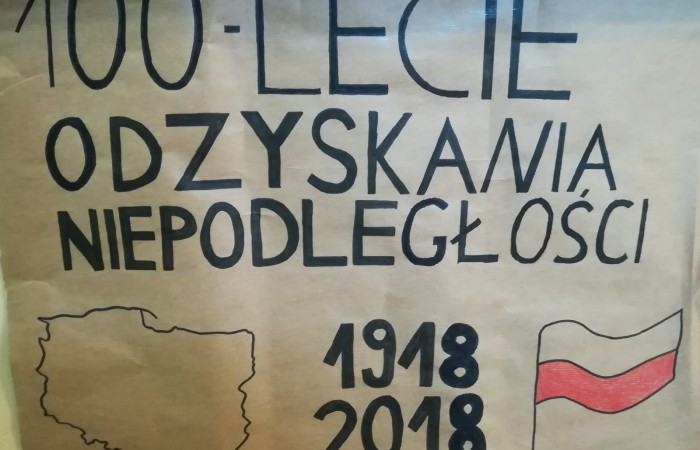 100-LECIE
ODZYSKANIA
NIEPODLEGŁOŚCI
1918
2018